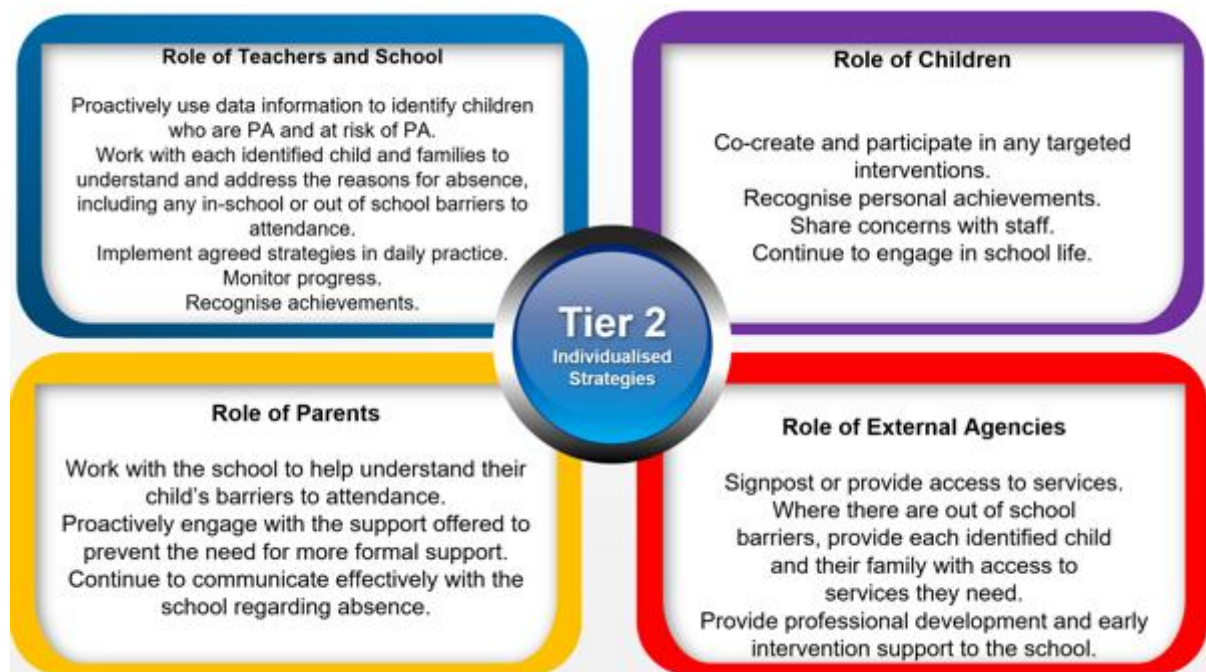 Role of Teachers and School
Proactively use data information to identify children
who are PA and at risk of PA.
Work with each identified child and families to
understand and address the reasons for absence,
including any in-school or out of school barriers to
attendance.
Implement agreed strategies in daily practice.
Monitor progress.
Recognise achievements.
Role of Children
Co-create and participate in any targeted
interventions.
Recognise personal achievements.
Share concerns with staff.
Continue to engage in school life.
Tier 2
Individualised
Strategies
Role of Parents
Work with the school to help understand their
child's barriers to attendance.
Proactively engage with the support offered to
prevent the need for more formal support.
Continue to communicate effectively with the
school regarding absence.
Role of External Agencies
Signpost or provide access to services.
Where there are out of school
barriers, provide each identified child
and their family with access to
services they need.
Provide professional development and early
intervention support to the school.